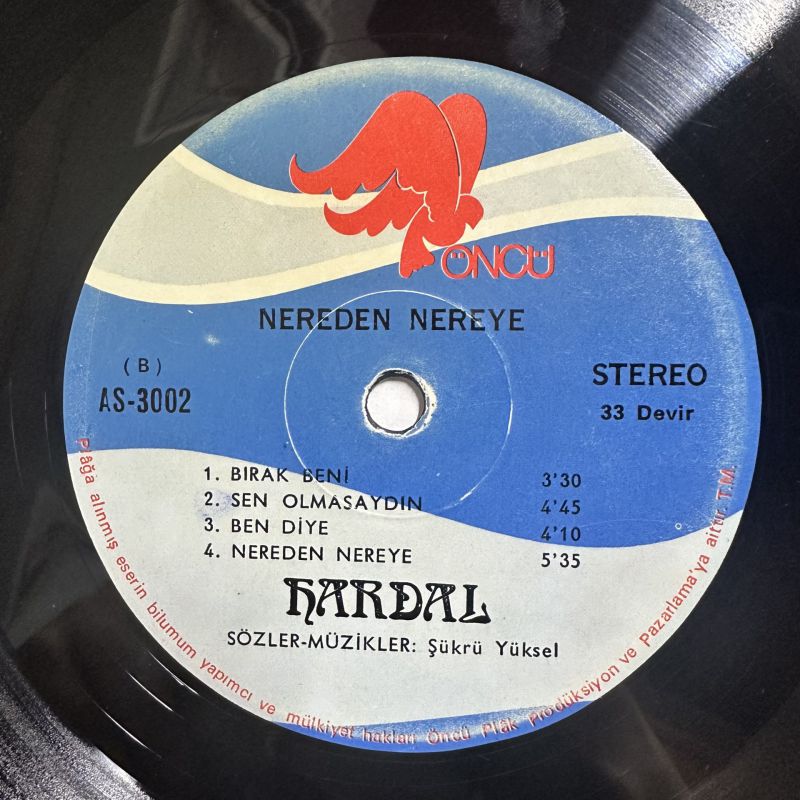 ÖNCÜ
NEREDEN NEREYE
(B)
AS-3002
STEREO
33 Devir
1. BIRAK BENİ 3'30
2. SEN OLMASAYDIN 4'45
3. BEN DİYE 4'10
4. NEREDEN NEREYE 5'35
HARDAL
SÖZLER-MÜZİKLER: Şükrü Yüksel
Plâğa alınmış eserin bilumum yapımcı ve mülkiyet hakları Öncü Plâk Prodüksiyon ve Pazarlama'ya aittir. T.M.